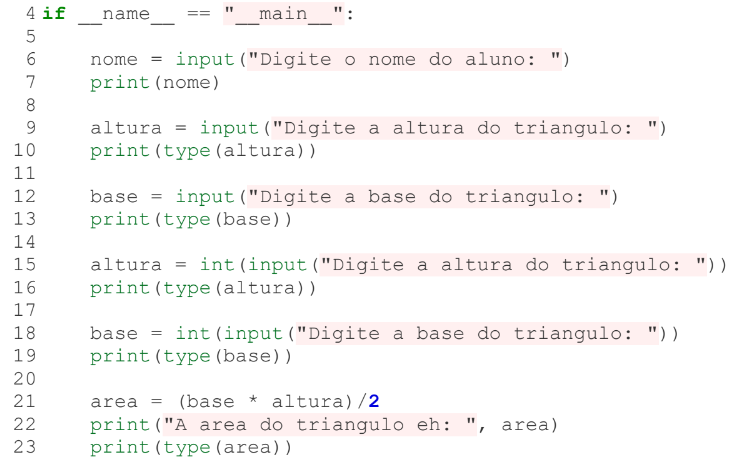 4 if __name__ == "__main__":
5
6     nome = input("Digite o nome do aluno: ")
7     print(nome)
8
9     altura = input("Digite a altura do triangulo: ")
10     print(type(altura))
11
12     base = input("Digite a base do triangulo: ")
13     print(type(base))
14
15     altura = int(input("Digite a altura do triangulo: "))
16     print(type(altura))
17
18     base = int(input("Digite a base do triangulo: "))
19     print(type(base))
20
21     area = (base * altura)/2
22     print("A area do triangulo eh: ", area)
23     print(type(area))